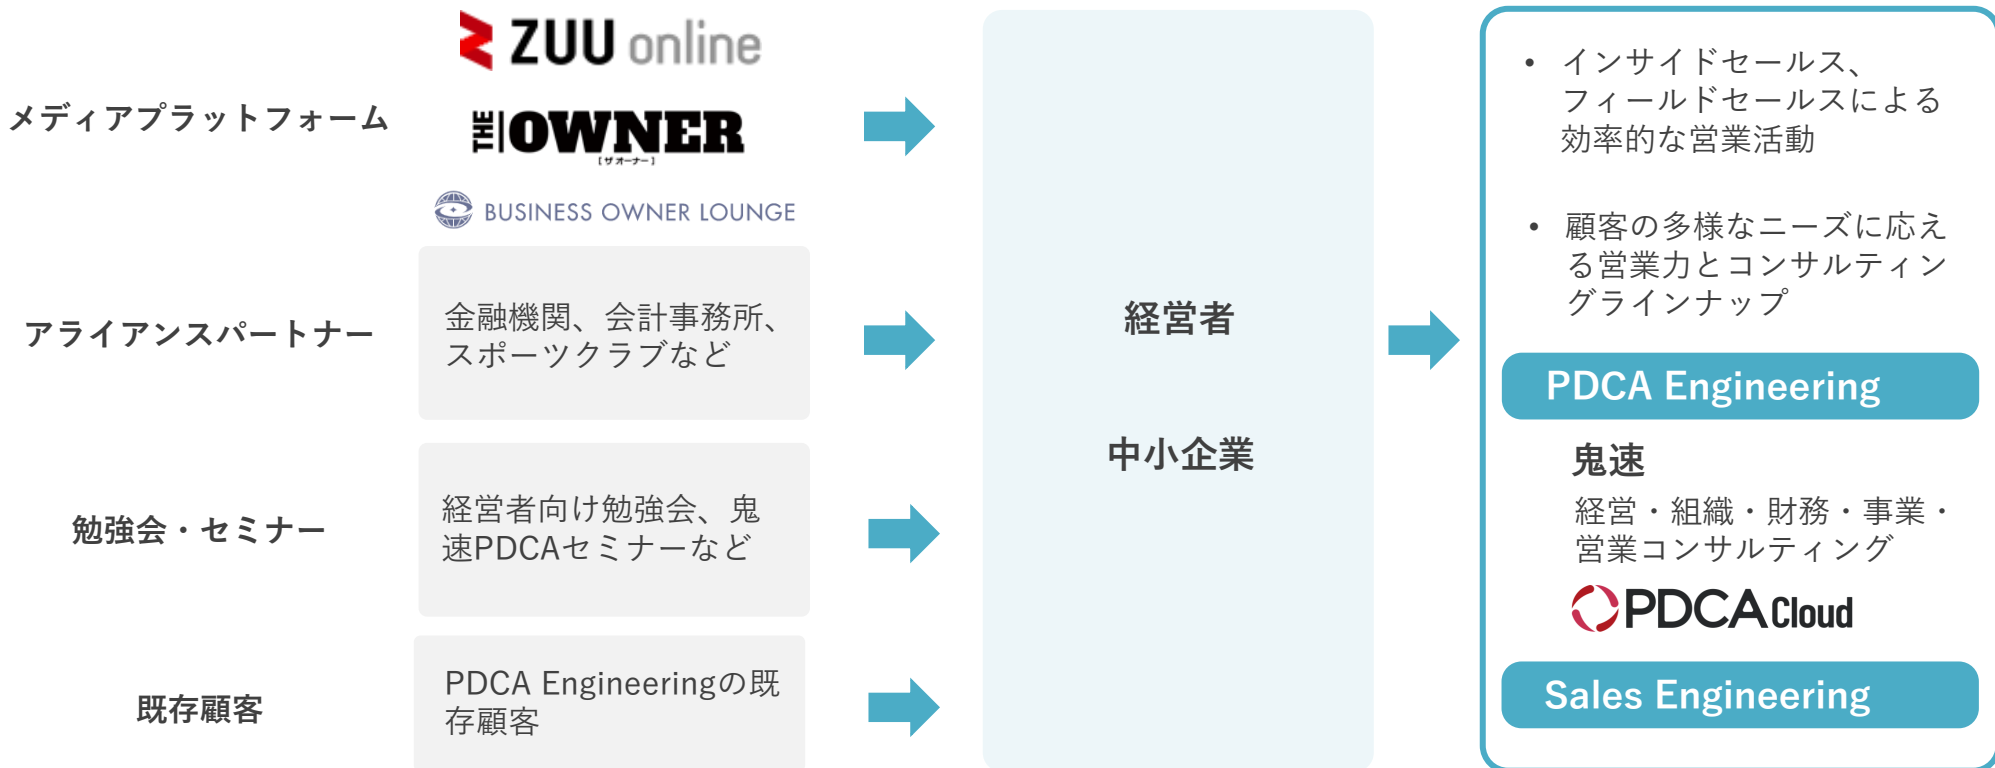 メディアプラットフォーム
ZUU online
THE OWNER
[ザオーナー]
BUSINESS OWNER LOUNGE
アライアンスパートナー
金融機関、会計事務所、
スポーツクラブなど
勉強会・セミナー
経営者向け勉強会、鬼
速PDCAセミナーなど
既存顧客
PDCA Engineeringの既
存顧客
経営者
中小企業
• インサイドセールス、
フィールドセールスによる
効率的な営業活動
• 顧客の多様なニーズに応え
る営業力とコンサルティン
グラインナップ
PDCA Engineering
鬼速
経営・組織・財務・事業・
営業コンサルティング
PDCA Cloud
Sales Engineering